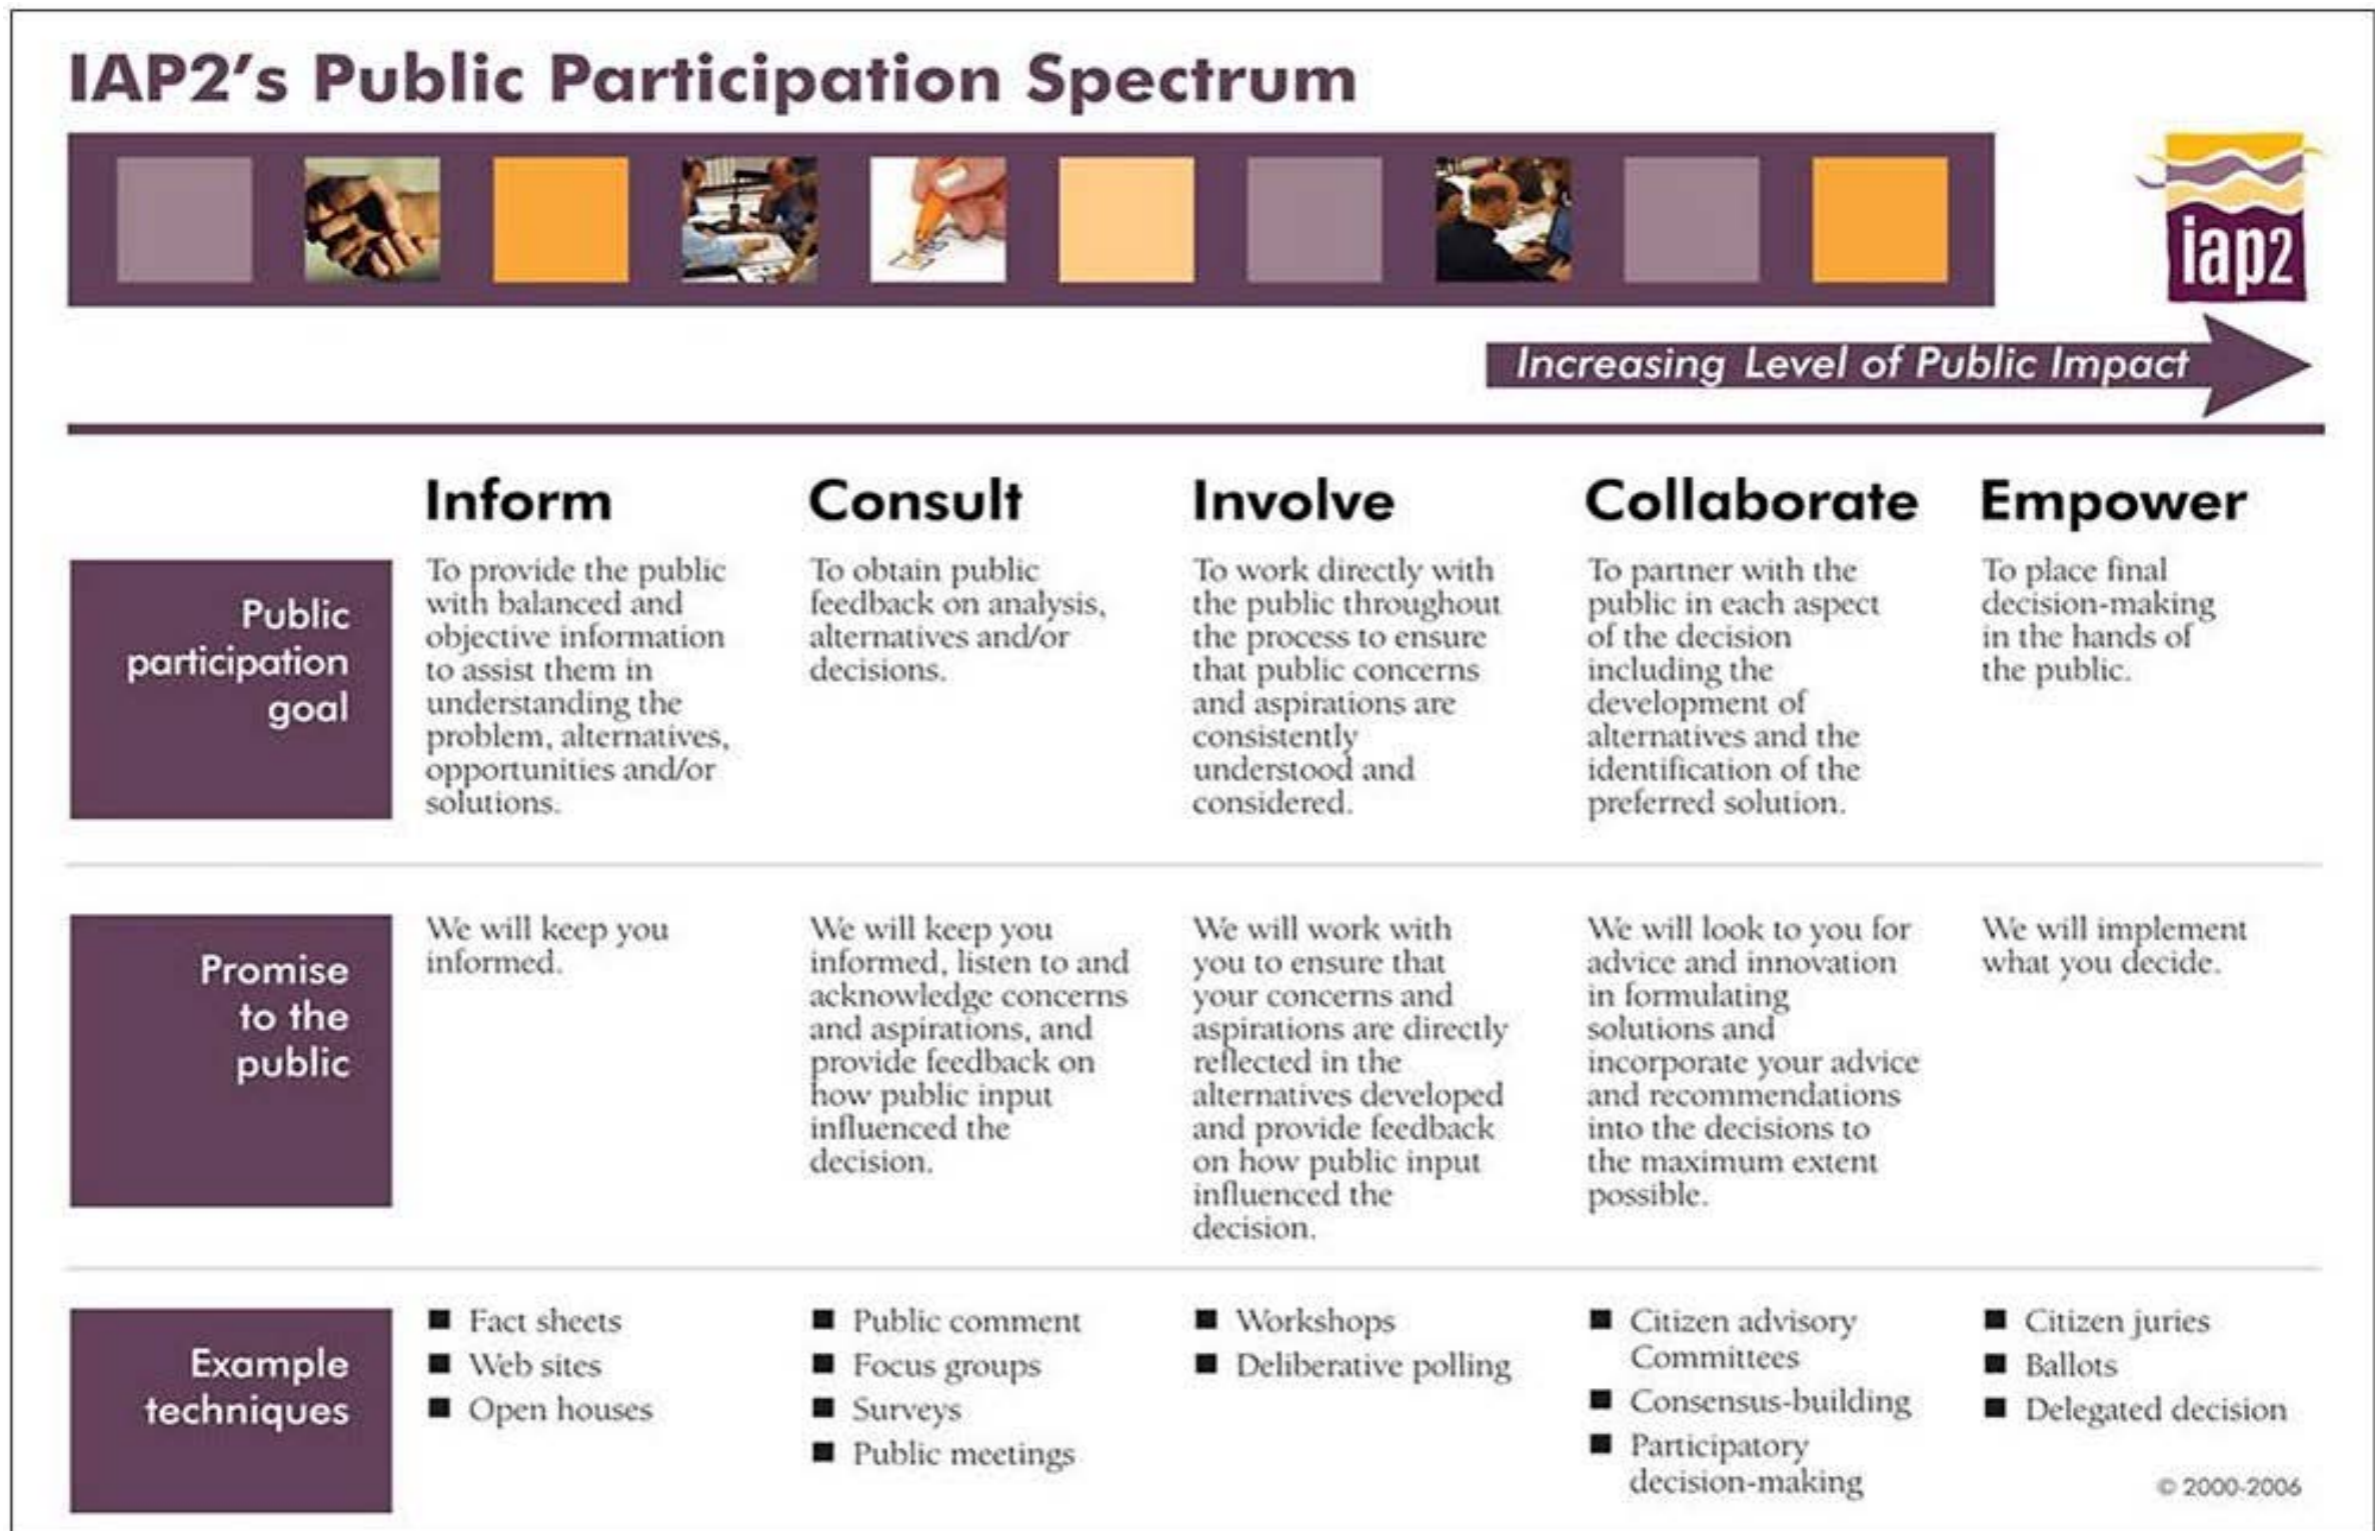 IAP2's Public Participation Spectrum
iap2
Increasing Level of Public Impact
Inform
Consult
Involve
Collaborate
Empower
Public
participation
goal
To provide the public
with balanced and
objective information
to assist them in
understanding the
problem, alternatives,
opportunities and/or
solutions.
To obtain public
feedback on analysis,
alternatives and/or
decisions.
To work directly with
the public throughout
the process to ensure
that public concerns
and aspirations are
consistently
understood and
considered.
To partner with the
public in each aspect
of the decision
including the
development of
alternatives and the
identification of the
preferred solution.
To place final
decision-making
in the hands of
the public.
Promise
to the
public
We will keep you
informed.
We will keep you
informed, listen to and
acknowledge concerns
and aspirations, and
provide feedback on
how public input
influenced the
decision.
We will work with
you to ensure that
your concerns and
aspirations are directly
reflected in the
alternatives developed
and provide feedback
on how public input
influenced the
decision.
We will look to you for
advice and innovation
in formulating
solutions and
incorporate your advice
and recommendations
into the decisions to
the maximum extent
possible.
We will implement
what you decide.
Example
techniques
■ Fact sheets
■ Web sites
■ Open houses
■ Public comment
■ Focus groups
■ Surveys
■ Public meetings
■ Workshops
■ Deliberative polling
■ Citizen advisory
Committees
■ Consensus-building
■ Participatory
decision-making
■ Citizen juries
■ Ballots
■ Delegated decision
© 2000-2006